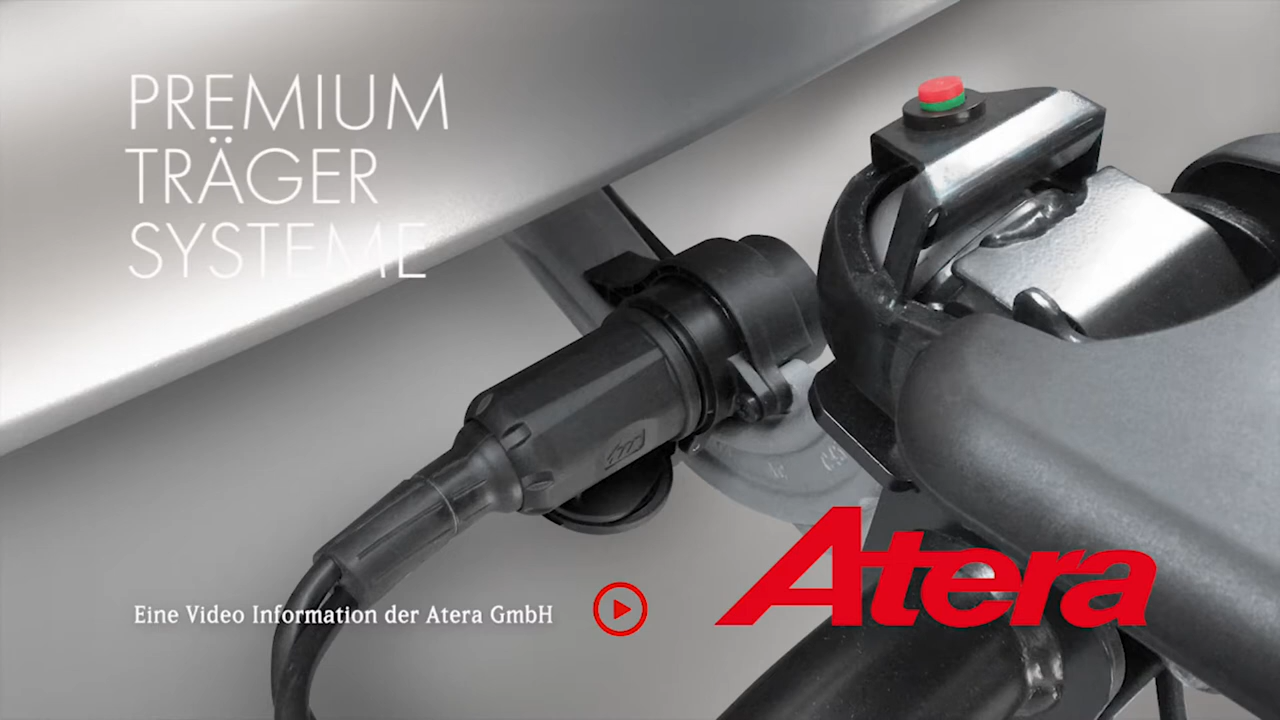 PREMIUM
TRÄGER
SYSTEME
Eine Video Information der Atera GmbH
Atera